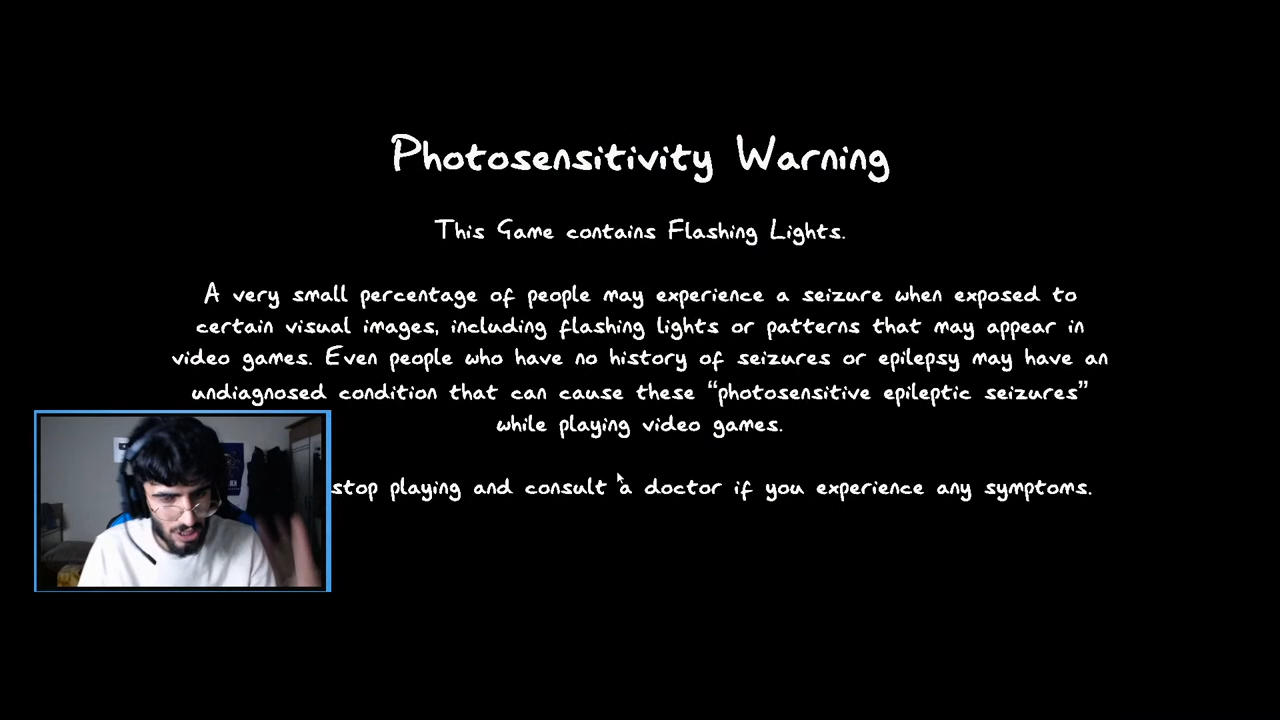 Photosensitivity Warning
This Game contains Flashing Lights.
A very small percentage of people may experience a seizure when exposed to
certain visual images, including flashing lights or patterns that may appear in
video games. Even people who have no history of seizures or epilepsy may have an
undiagnosed condition that can cause these “photosensitive epileptic seizures”
while playing video games.
stop playing and consult a doctor if you experience any symptoms.